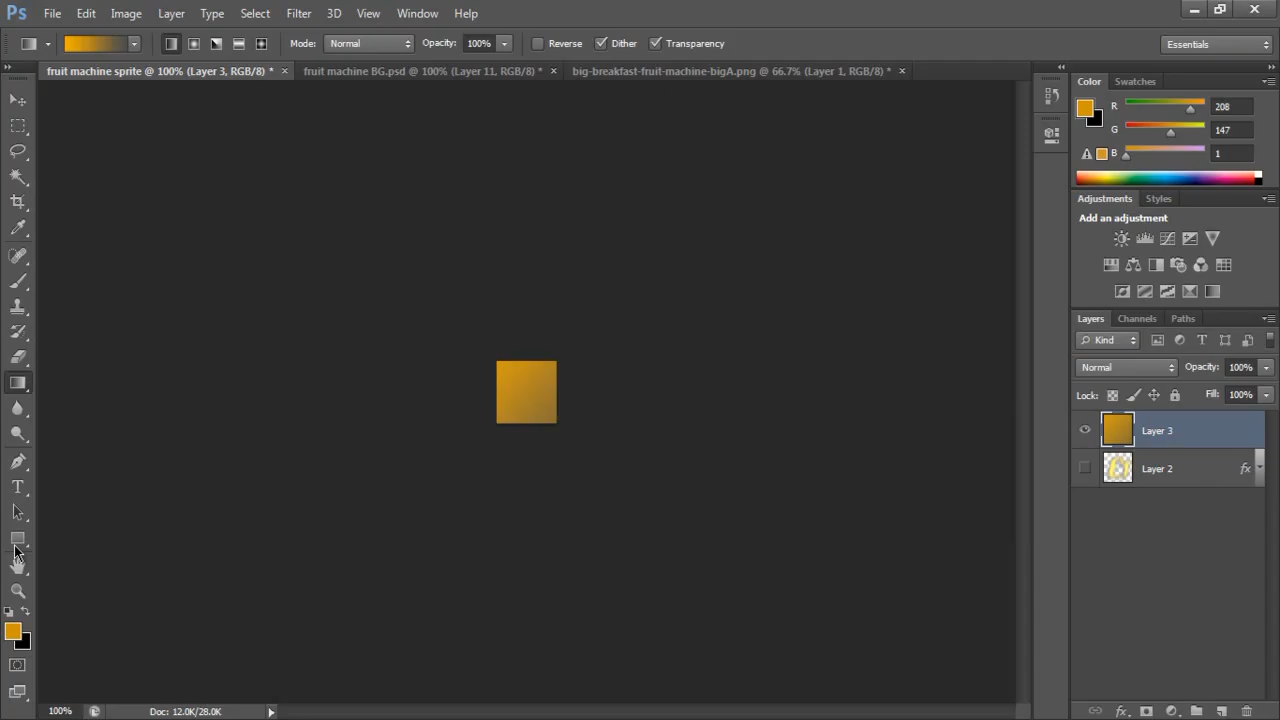 Ps File Edit Image Layer Type Select Filter 3D View Window Help
Mode: Normal Opacity: 100% Reverse Dither Transparency Essentials
fruit machine sprite @ 100% (Layer 3, RGB/8) * fruit machine BG.psd @ 100% (Layer 11, RGB/8) * big-breakfast-fruit-machine-bigA.png @ 66.7% (Layer 1, RGB/8) *
Color Swatches
R 208
G 147
B 1
Adjustments Styles
Add an adjustment
Layers Channels Paths
Kind
Normal Opacity: 100%
Lock: Fill: 100%
Layer 3
Layer 2 fx
T
100% Doc: 12.0K/28.0K
fx